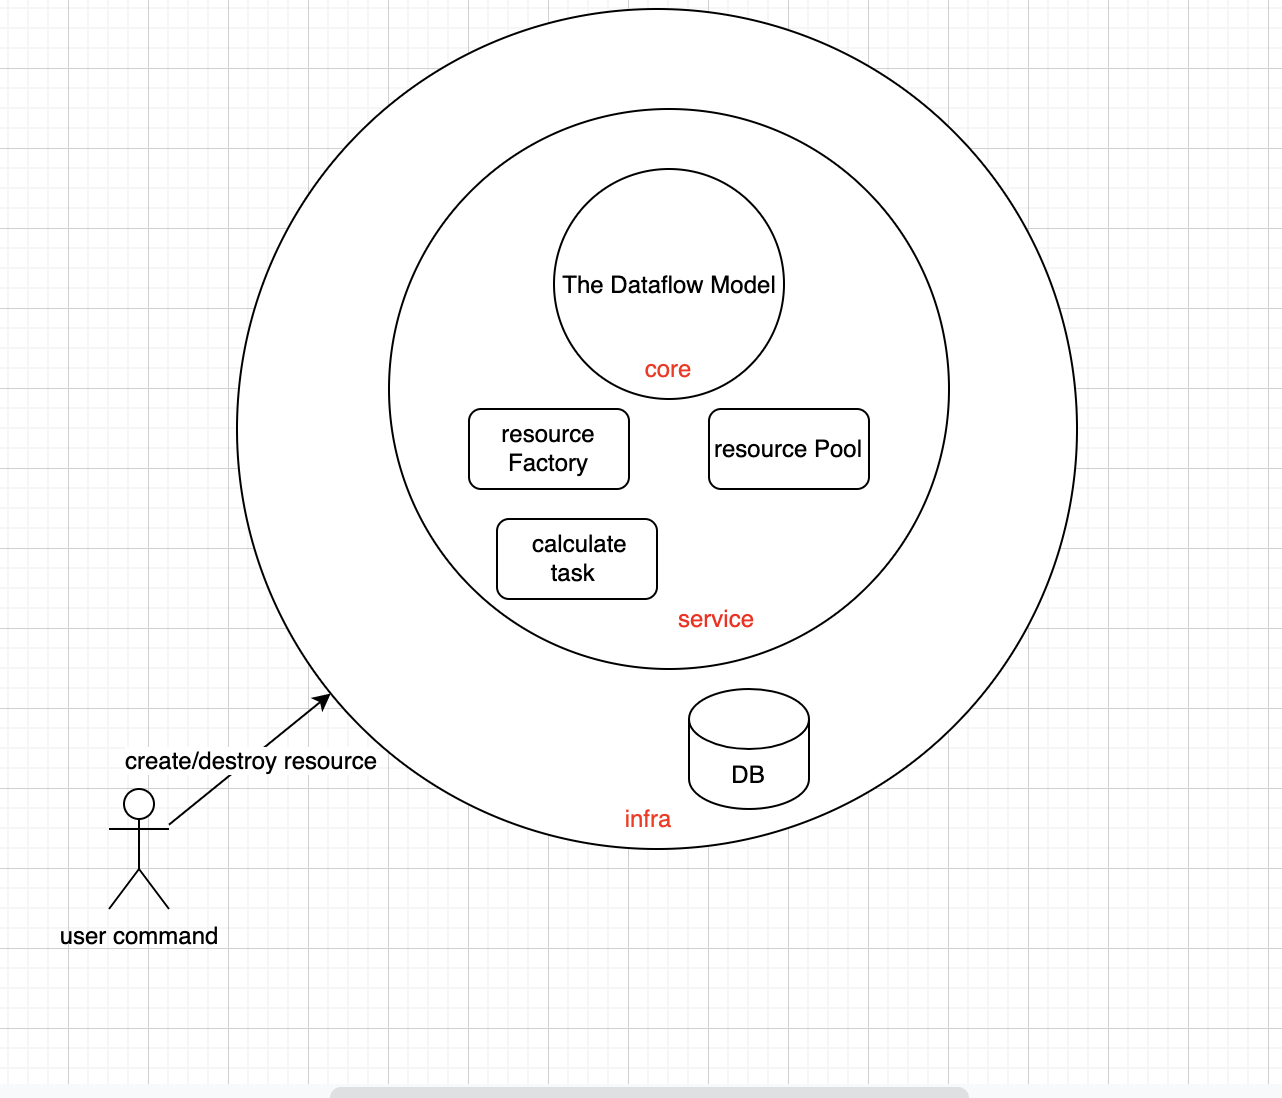 The Dataflow Model
core
resource
Factory
resource Pool
calculate
task
service
DB
infra
create/destroy resource
user command